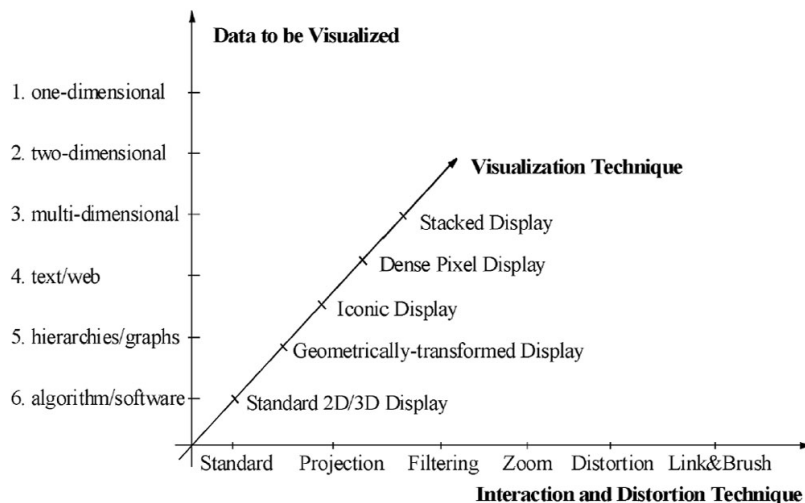 Data to be Visualized
1. one-dimensional
2. two-dimensional
Visualization Technique
3. multi-dimensional
Stacked Display
Dense Pixel Display
4. text/web
Iconic Display
5. hierarchies/graphs
Geometrically-transformed Display
6. algorithm/software
Standard 2D/3D Display
Standard Projection Filtering Zoom Distortion Link&Brush
Interaction and Distortion Technique